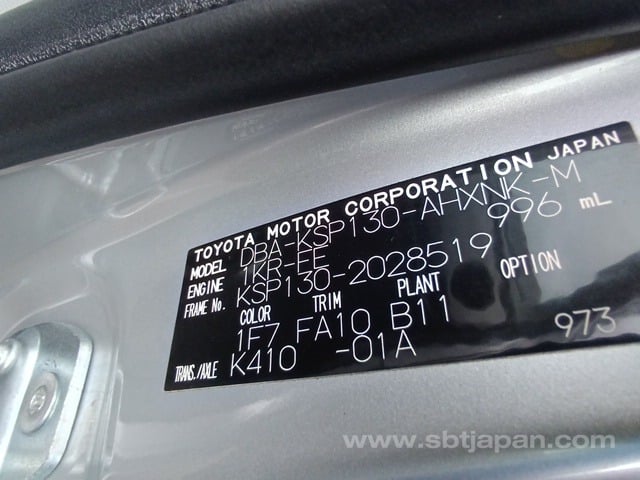 TOYOTA MOTOR CORPORATION JAPAN
MODEL DBA-KSP130-AHXNK-M
ENGINE 1KR-FE 996 mL
FRAME No. KSP130-2028519
COLOR TRIM PLANT OPTION
1F7 FA10 B11
TRANS./AXLE K410 -01A 973
www.sbtjapan.com